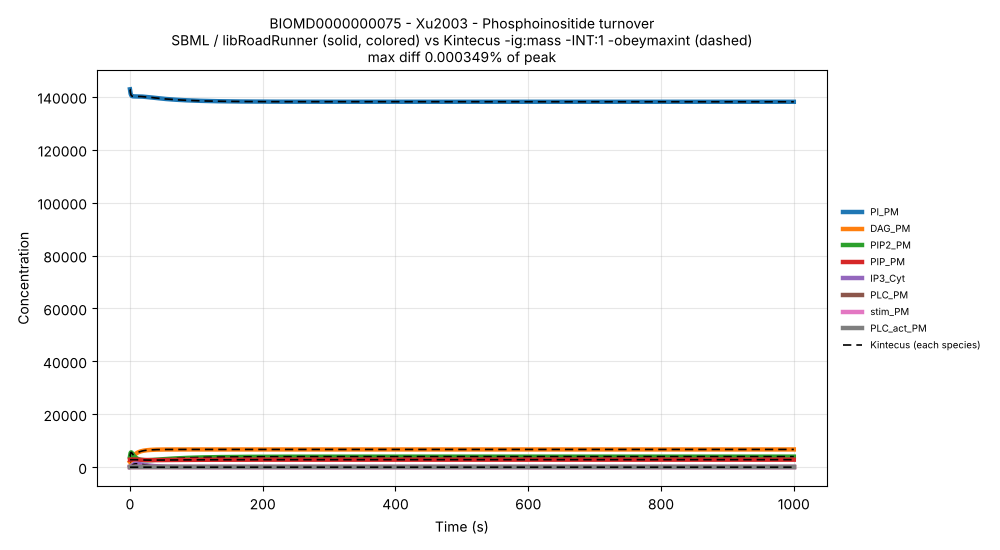 BIOMD0000000075 - Xu2003 - Phosphoinositide turnover
SBML / libRoadRunner (solid, colored) vs Kintecus -ig:mass -INT:1 -obeymaxint (dashed)
max diff 0.000349% of peak
Concentration
140000
120000
100000
80000
60000
40000
20000
0
0
200
400
600
800
1000
Time (s)
PI_PM
DAG_PM
PIP2_PM
PIP_PM
IP3_Cyt
PLC_PM
stim_PM
PLC_act_PM
Kintecus (each species)